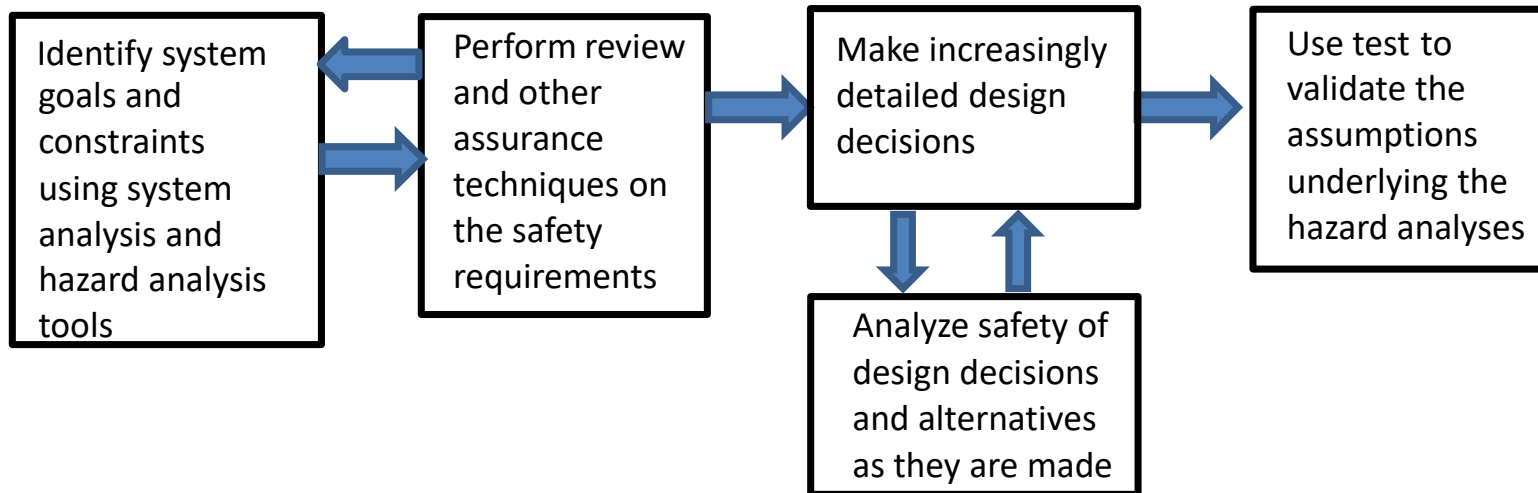 Identify system
goals and
constraints
using system
analysis and
hazard analysis
tools
Perform review
and other
assurance
techniques on
the safety
requirements
Make increasingly
detailed design
decisions
Analyze safety of
design decisions
and alternatives
as they are made
Use test to
validate the
assumptions
underlying the
hazard analyses